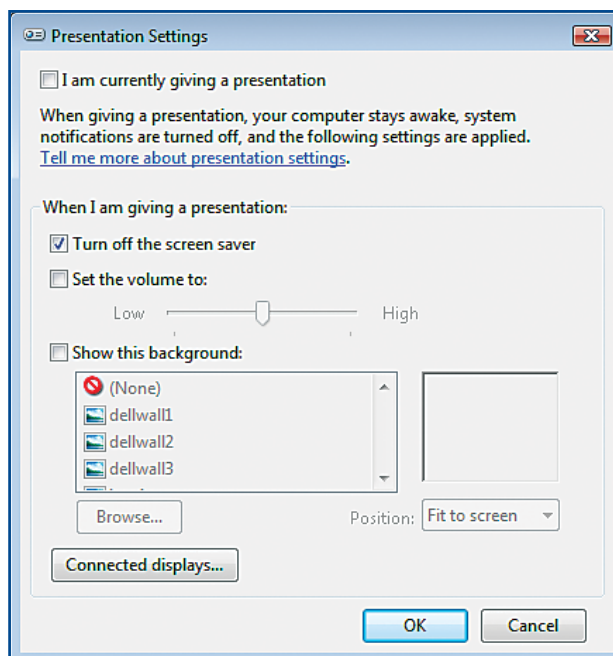 Presentation Settings
I am currently giving a presentation
When giving a presentation, your computer stays awake, system
notifications are turned off, and the following settings are applied.
Tell me more about presentation settings.
When I am giving a presentation:
Turn off the screen saver
Set the volume to:
Low High
Show this background:
(None)
dellwall1
dellwall2
dellwall3
Browse... Position: Fit to screen
Connected displays...
OK Cancel